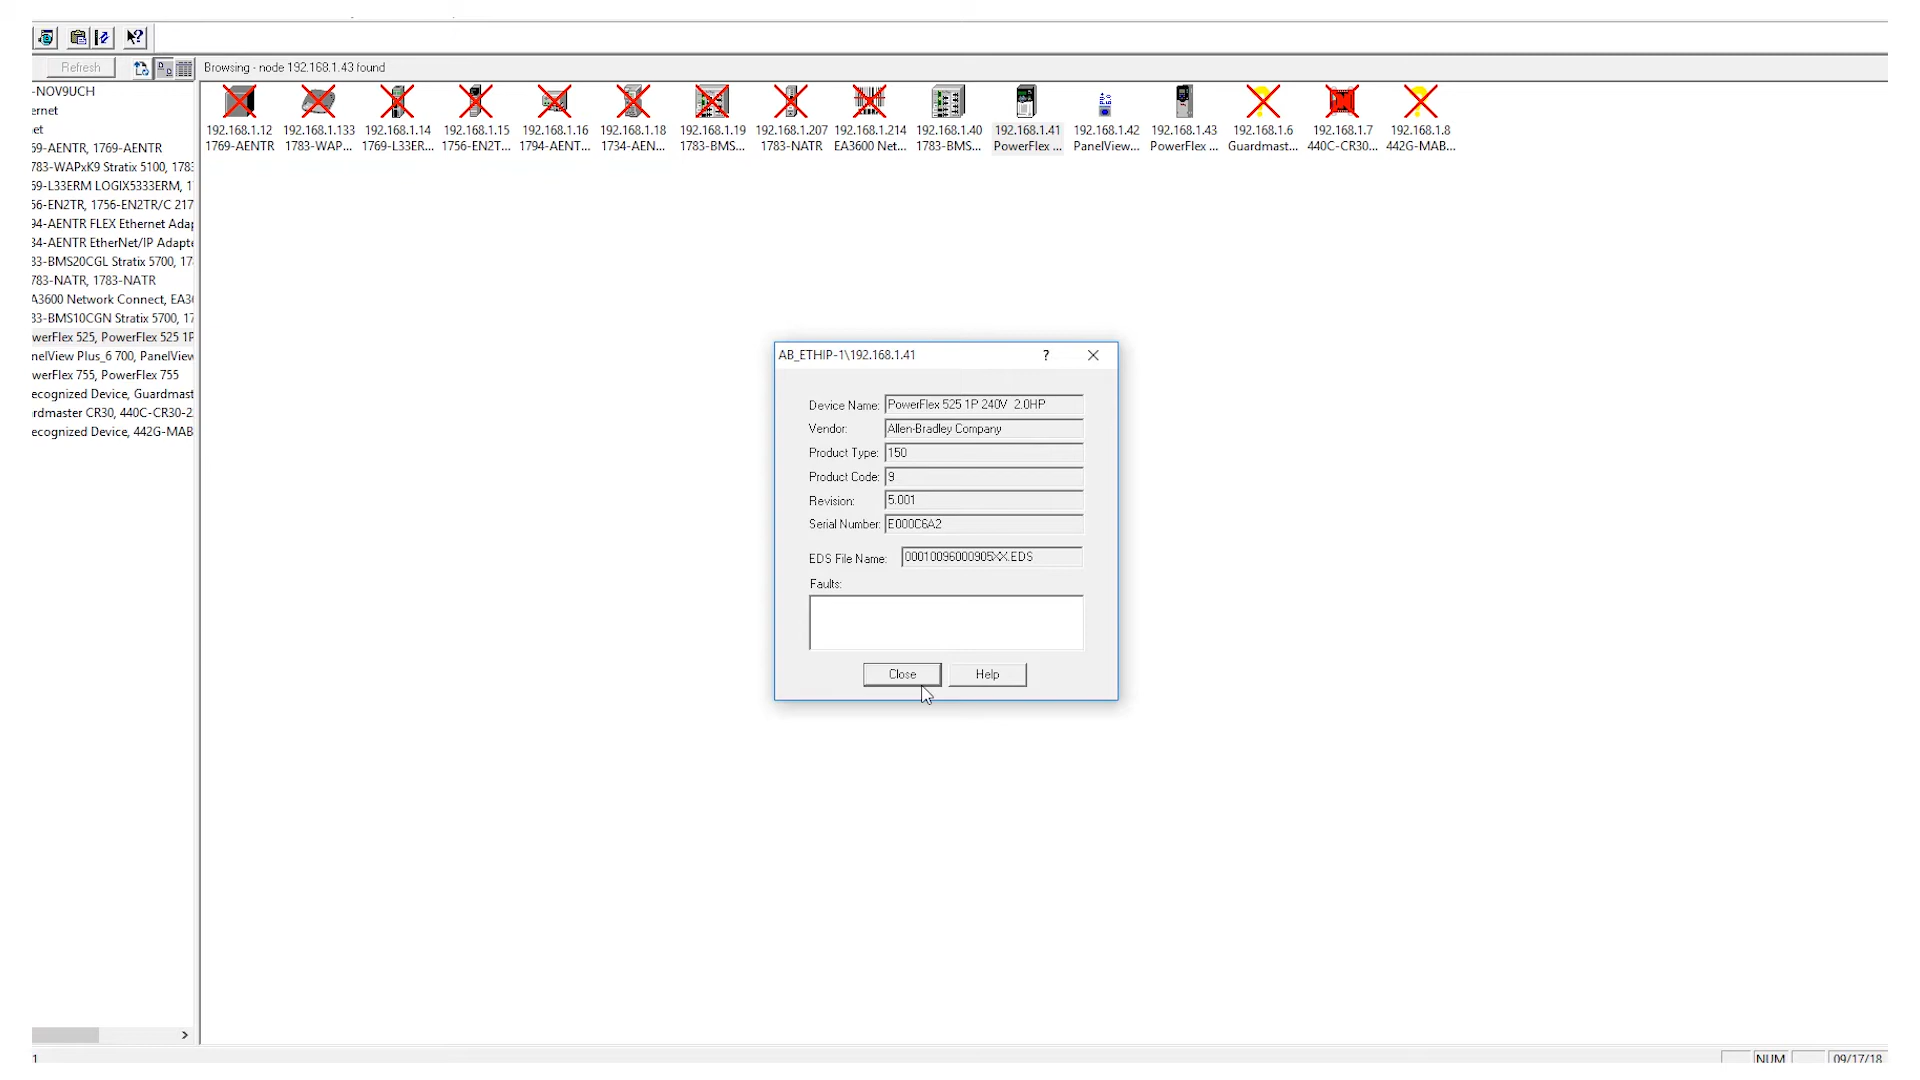 Refresh
Browsing - node 192.168.1.43 found
-NOV9UCH
ernet
et
69-AENTR, 1769-AENTR
783-WAPxK9 Stratix 5100, 1783
69-L33ERM LOGIX5333ERM, 1
56-EN2TR, 1756-EN2TR/C 217
94-AENTR FLEX Ethernet Adap
34-AENTR EtherNet/IP Adapte
83-BMS20CGL Stratix 5700, 17
783-NATR, 1783-NATR
A3600 Network Connect, EA3
83-BMS10CGN Stratix 5700, 17
werFlex 525, PowerFlex 525 1P
nelView Plus_6 700, PanelView
werFlex 755, PowerFlex 755
ecognized Device, Guardmast
rdmaster CR30, 440C-CR30-2
ecognized Device, 442G-MAB
192.168.1.12 192.168.1.133 192.168.1.14 192.168.1.15 192.168.1.16 192.168.1.18 192.168.1.19 192.168.1.207 192.168.1.214 192.168.1.40 192.168.1.41 192.168.1.42 192.168.1.43 192.168.1.6 192.168.1.7 192.168.1.8
1769-AENTR 1783-WAP... 1769-L33ER... 1756-EN2T... 1794-AENT... 1734-AEN... 1783-BMS... 1783-NATR EA3600 Net... 1783-BMS... PowerFlex ... PanelView... PowerFlex ... Guardmast... 440C-CR30... 442G-MAB...
AB_ETHIP-1\192.168.1.41 ?
Device Name: PowerFlex 525 1P 240V 2.0HP
Vendor: Allen-Bradley Company
Product Type: 150
Product Code: 9
Revision: 5.001
Serial Number: E000C6A2
EDS File Name: 00010096000905XX.EDS
Faults:
Close Help
1 NUM 09/17/18